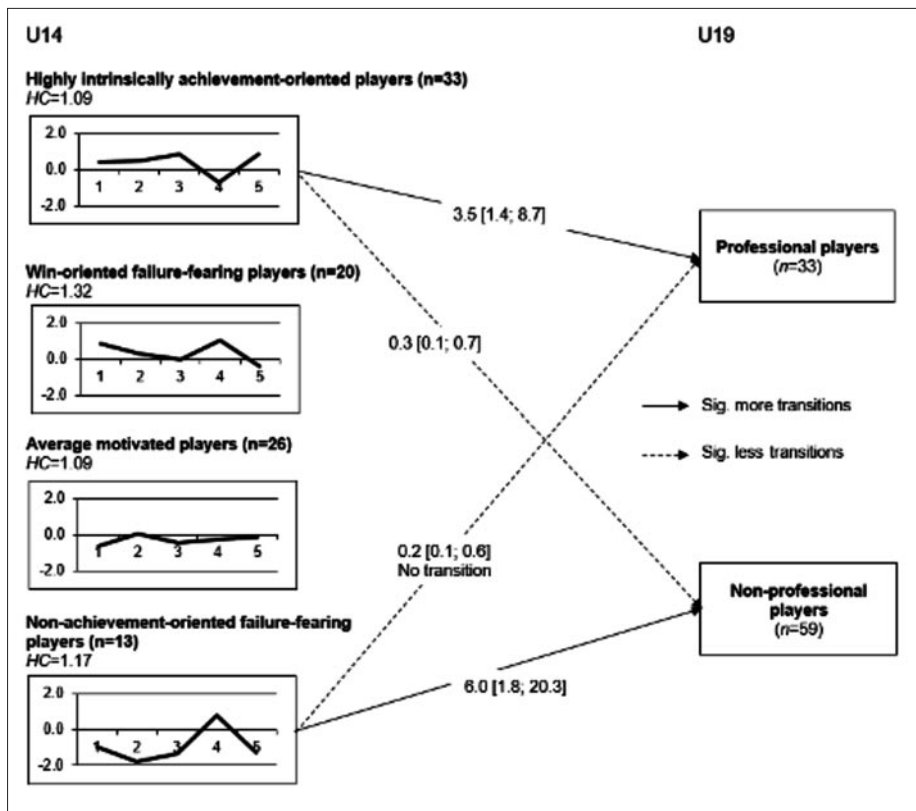 U14
U19
Highly intrinsically achievement-oriented players (n=33)
HC=1.09
2.0
0.0
-2.0
1 2 3 4 5
3.5 [1.4; 8.7]
Professional players
(n=33)
Win-oriented failure-fearing players (n=20)
HC=1.32
2.0
0.0
-2.0
1 2 3 4 5
0.3 [0.1; 0.7]
Sig. more transitions
Sig. less transitions
Average motivated players (n=26)
HC=1.09
2.0
0.0
-2.0
1 2 3 4 5
0.2 [0.1; 0.6]
No transition
Non-professional
players
(n=59)
Non-achievement-oriented failure-fearing
players (n=13)
HC=1.17
2.0
0.0
-2.0
1 2 3 4 5
6.0 [1.8; 20.3]